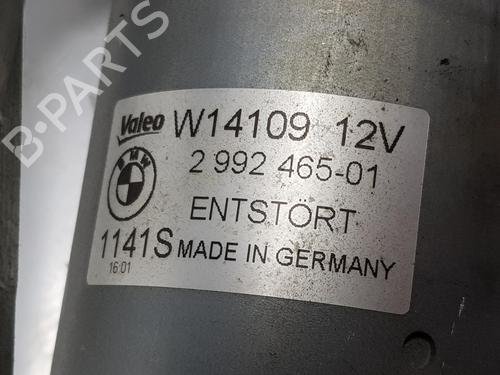 Valeo W14109 12V
BMW 2 992 465-01
ENTSTÖRT
1141S MADE IN GERMANY
16:01
B-PARTS